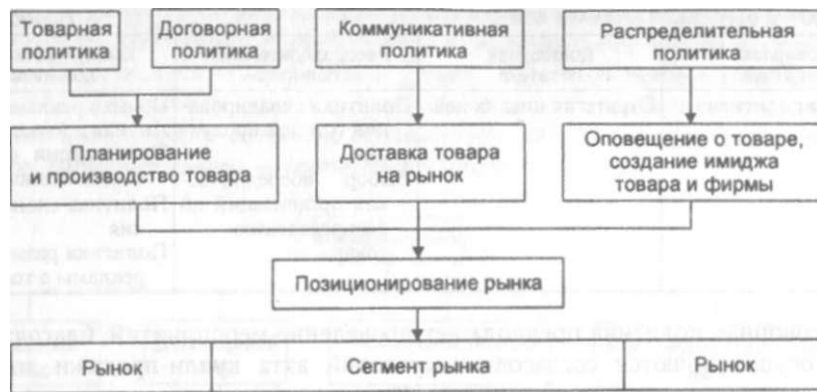 Товарная
политика
Договорная
политика
Коммуникативная
политика
Распределительная
политика
Планирование
и производство товара
Доставка товара
на рынок
Оповещение о товаре,
создание имиджа
товара и фирмы
Позиционирование рынка
Рынок
Сегмент рынка
Рынок